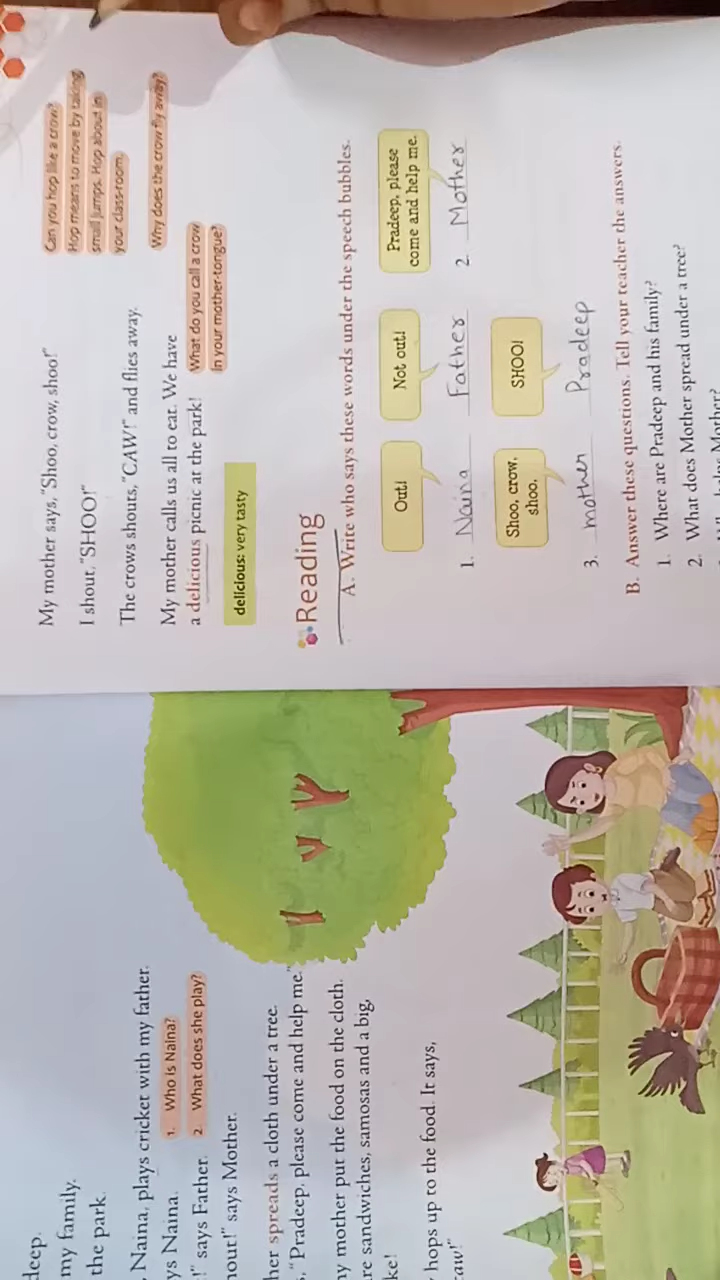 deep.
my family.
the park.
Naina, plays cricket with my father.
ys Naina.
1. Who is Naina?
!" says Father.
2. What does she play?
out!" says Mother.
her spreads a cloth under a tree.
"Pradeep, please come and help me."
my mother put the food on the cloth.
re sandwiches, samosas and a big,
ke!
hops up to the food. It says,
aw!"
My mother says, "Shoo, crow, shoo!"
Can you hop like a crow?
Hop means to move by taking
small jumps. Hop about in
your class-room.
I shout, "SHOO!"
The crows shouts, "CAW!" and flies away.
Why does the crow fly away?
My mother calls us all to eat. We have
a delicious picnic at the park!
What do you call a crow
in your mother-tongue?
delicious: very tasty
Reading
A. Write who says these words under the speech bubbles.
Out!
Not out!
Pradeep, please
come and help me.
1. Naina Father 2. Mother
Shoo, crow,
shoo.
SHOO!
3. mother Pradeep
B. Answer these questions. Tell your teacher the answers.
1. Where are Pradeep and his family?
2. What does Mother spread under a tree?
Mother?